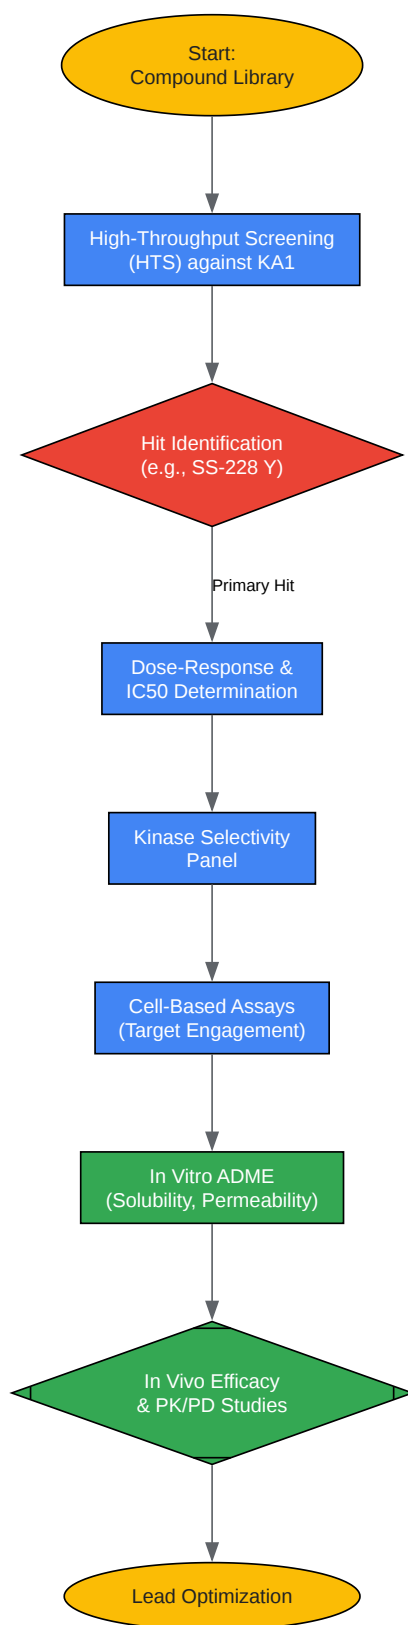 Start:
Compound Library
High-Throughput Screening
(HTS) against KA1
Hit Identification
(e.g., SS-228 Y)
Primary Hit
Dose-Response &
IC50 Determination
Kinase Selectivity
Panel
Cell-Based Assays
(Target Engagement)
In Vitro ADME
(Solubility, Permeability)
In Vivo Efficacy
& PK/PD Studies
Lead Optimization